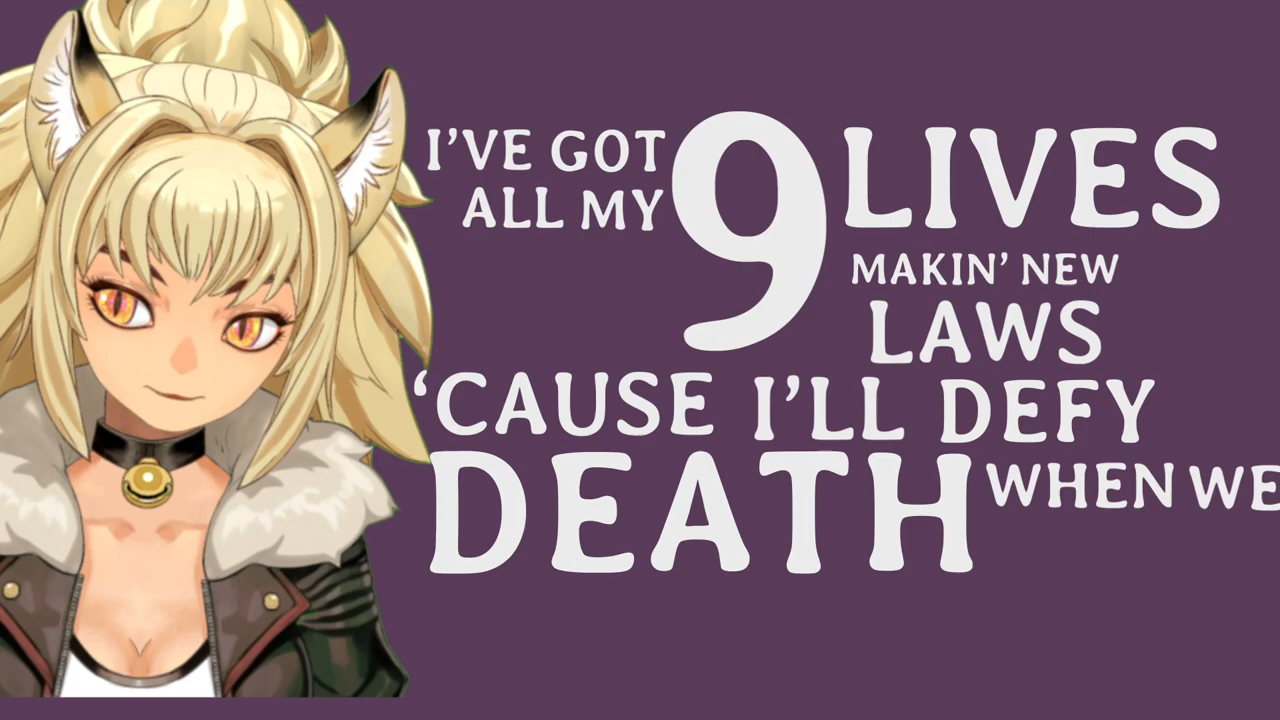 I'VE GOT
ALL MY
9 LIVES
MAKIN' NEW
LAWS
'CAUSE I'LL DEFY
DEATH WHEN WE